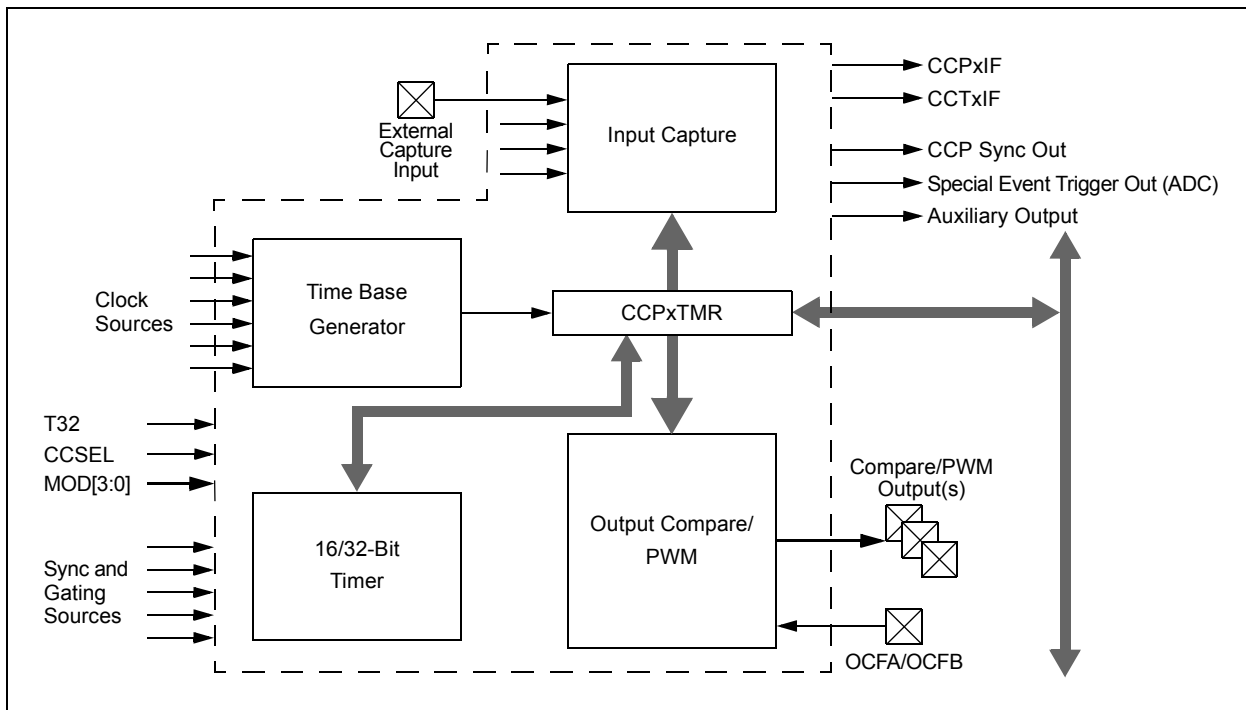 CCPxIF
CCTxIF
External
Capture
Input
Input Capture
CCP Sync Out
Special Event Trigger Out (ADC)
Auxiliary Output
Clock
Sources
Time Base
Generator
CCPxTMR
T32
CCSEL
MOD[3:0]
Sync and
Gating
Sources
16/32-Bit
Timer
Output Compare/
PWM
Compare/PWM
Output(s)
OCFA/OCFB